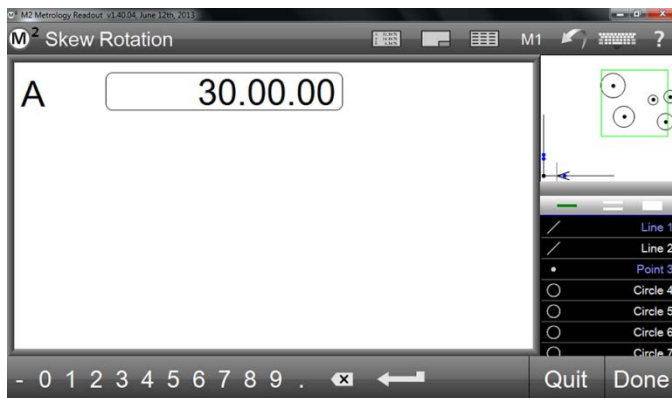 M2 Metrology Readout v1.40.04, June 12th, 2013
M2 Skew Rotation
M1
?
A
30.00.00
Line 1
Line 2
Point 3
Circle 4
Circle 5
Circle 6
Circle 7
- 0 1 2 3 4 5 6 7 8 9 .
Quit
Done